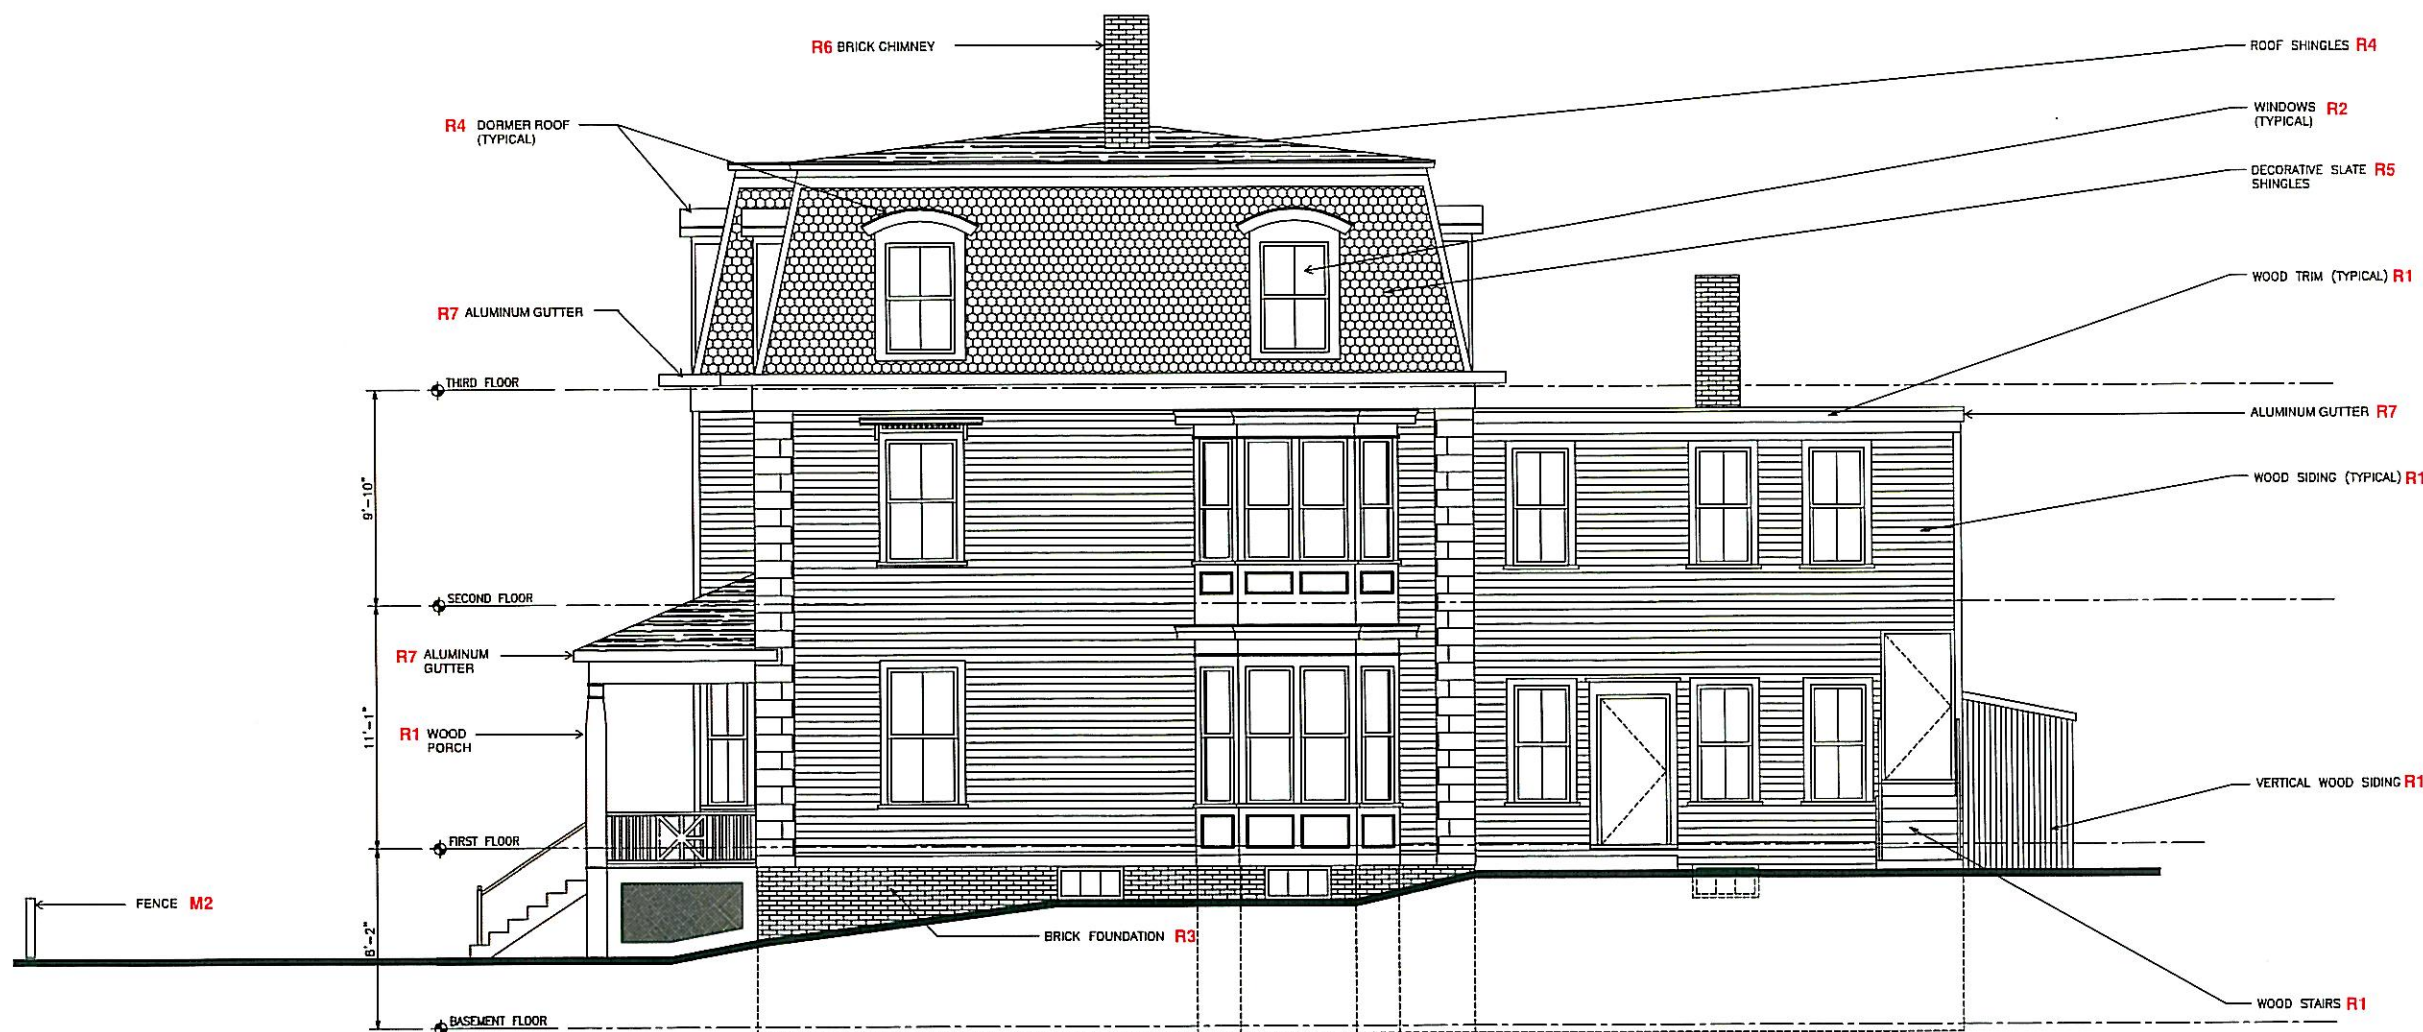 R6 BRICK CHIMNEY
ROOF SHINGLES R4
WINDOWS R2
(TYPICAL)
R4 DORMER ROOF
(TYPICAL)
DECORATIVE SLATE R5
SHINGLES
WOOD TRIM (TYPICAL) R1
R7 ALUMINUM GUTTER
THIRD FLOOR
ALUMINUM GUTTER R7
WOOD SIDING (TYPICAL) R1
9'-10"
SECOND FLOOR
R7 ALUMINUM
GUTTER
11'-1"
R1 WOOD
PORCH
VERTICAL WOOD SIDING R1
FIRST FLOOR
FENCE M2
BRICK FOUNDATION R3
6'-2"
WOOD STAIRS R1
BASEMENT FLOOR